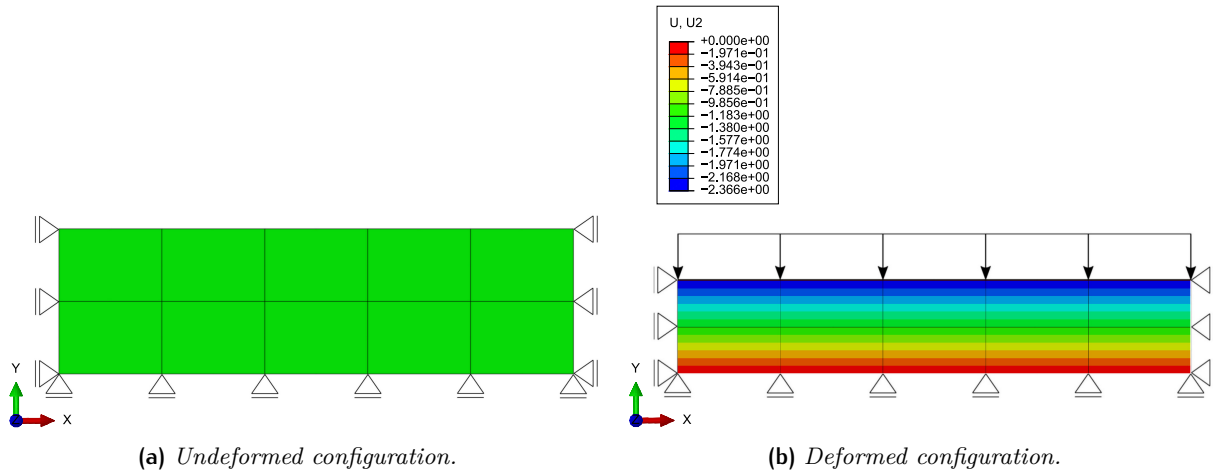 U, U2
+0.000e+00
−1.971e−01
−3.943e−01
−5.914e−01
−7.885e−01
−9.856e−01
−1.183e+00
−1.380e+00
−1.577e+00
−1.774e+00
−1.971e+00
−2.168e+00
−2.366e+00
Y
X
Y
X
(a) Undeformed configuration.
(b) Deformed configuration.